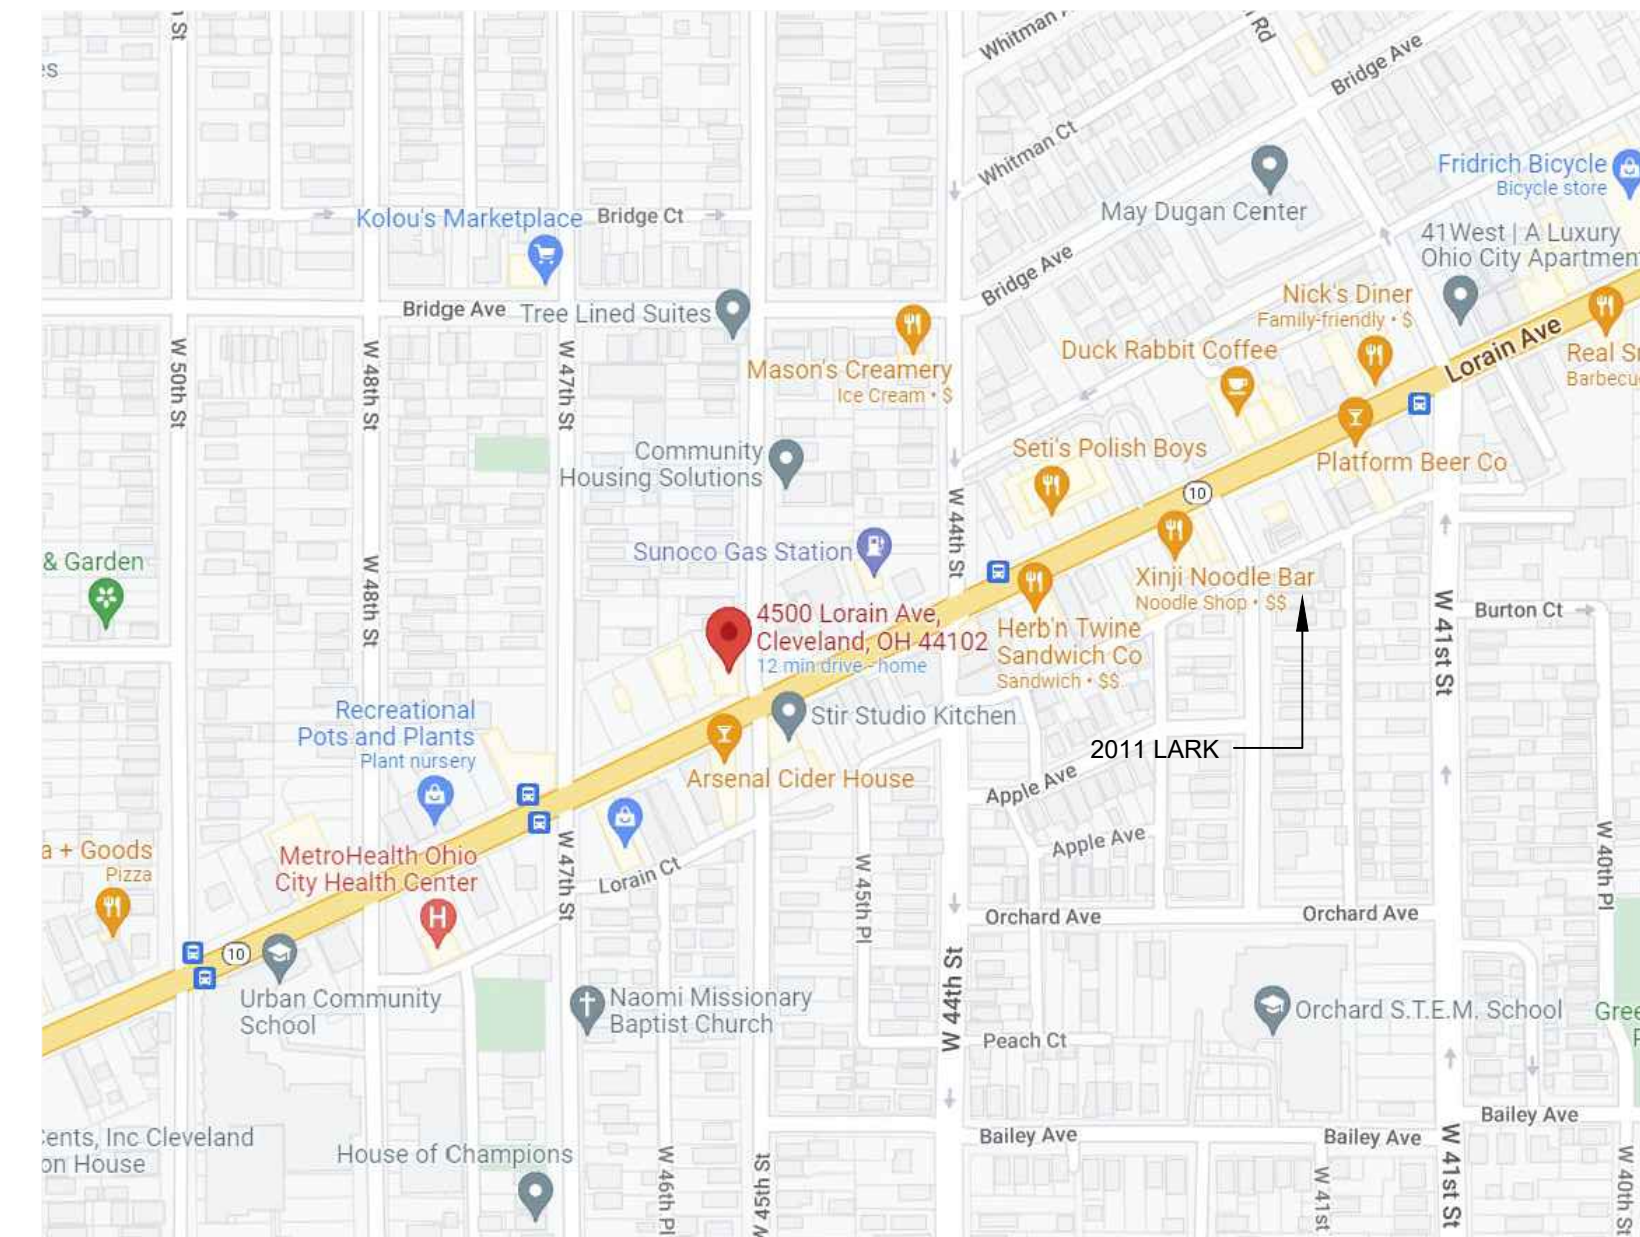 St
Whitman
Rd
Bridge Ave
es
Whitman Ct
Fridrich Bicycle
Bicycle store
May Dugan Center
Kolou's Marketplace
Bridge Ct
41West | A Luxury
Ohio City Apartmen
Bridge Ave
Nick's Diner
Family-friendly • $
Bridge Ave
Tree Lined Suites
Lorain Ave
Duck Rabbit Coffee
Real S
Barbecu
Mason's Creamery
Ice Cream • $
W 50th St
W 48th St
W 47th St
Community
Housing Solutions
Seti's Polish Boys
Platform Beer Co
10
W 44th St
Sunoco Gas Station
& Garden
Xinji Noodle Bar
Noodle Shop • $$
W 48th St
4500 Lorain Ave,
Cleveland, OH 44102
12 min drive - home
Herb'n Twine
Sandwich Co
Sandwich • $$
W 41st St
Burton Ct
Recreational
Pots and Plants
Plant nursery
Stir Studio Kitchen
2011 LARK
Arsenal Cider House
Apple Ave
Apple Ave
a + Goods
Pizza
MetroHealth Ohio
City Health Center
H
W 47th St
Lorain Ct
W 45th Pl
W 40th Pl
Orchard Ave
Orchard Ave
10
Urban Community
School
Naomi Missionary
Baptist Church
W 44th St
Orchard S.T.E.M. School
Gree
Peach Ct
Bailey Ave
Bailey Ave
Bailey Ave
Cents, Inc Cleveland
on House
House of Champions
W 46th Pl
W 45th St
W 41st
W 41st St
W 40th St